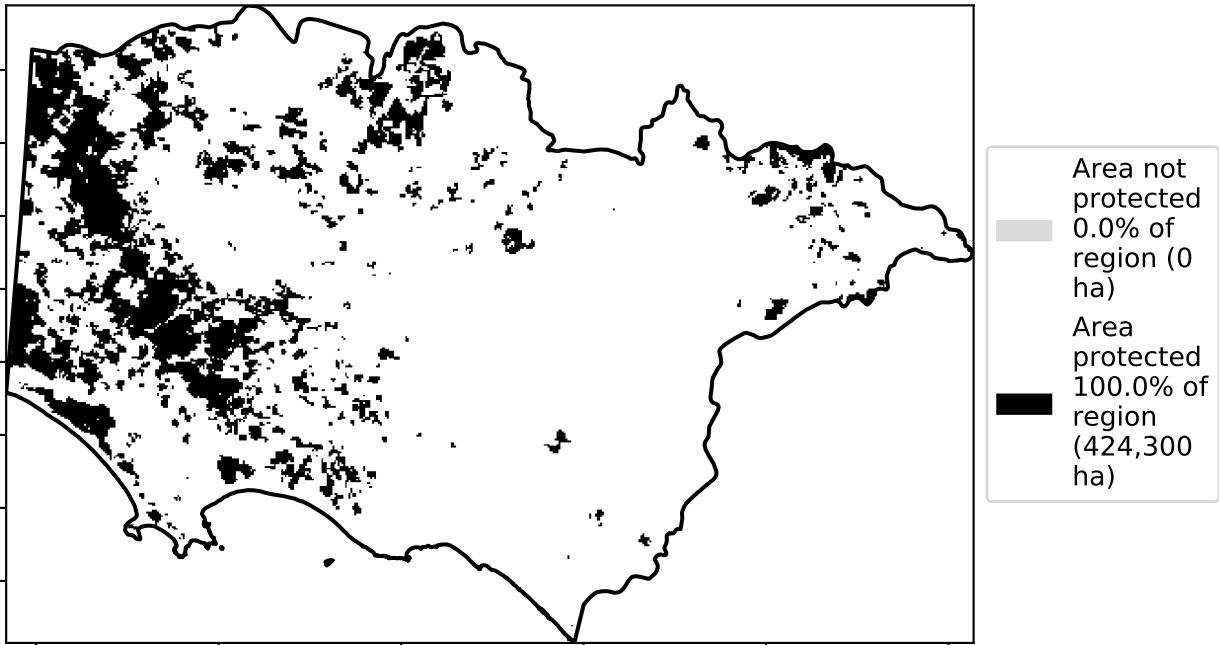 Area not
protected
0.0% of
region (0
ha)
Area
protected
100.0% of
region
(424,300
ha)